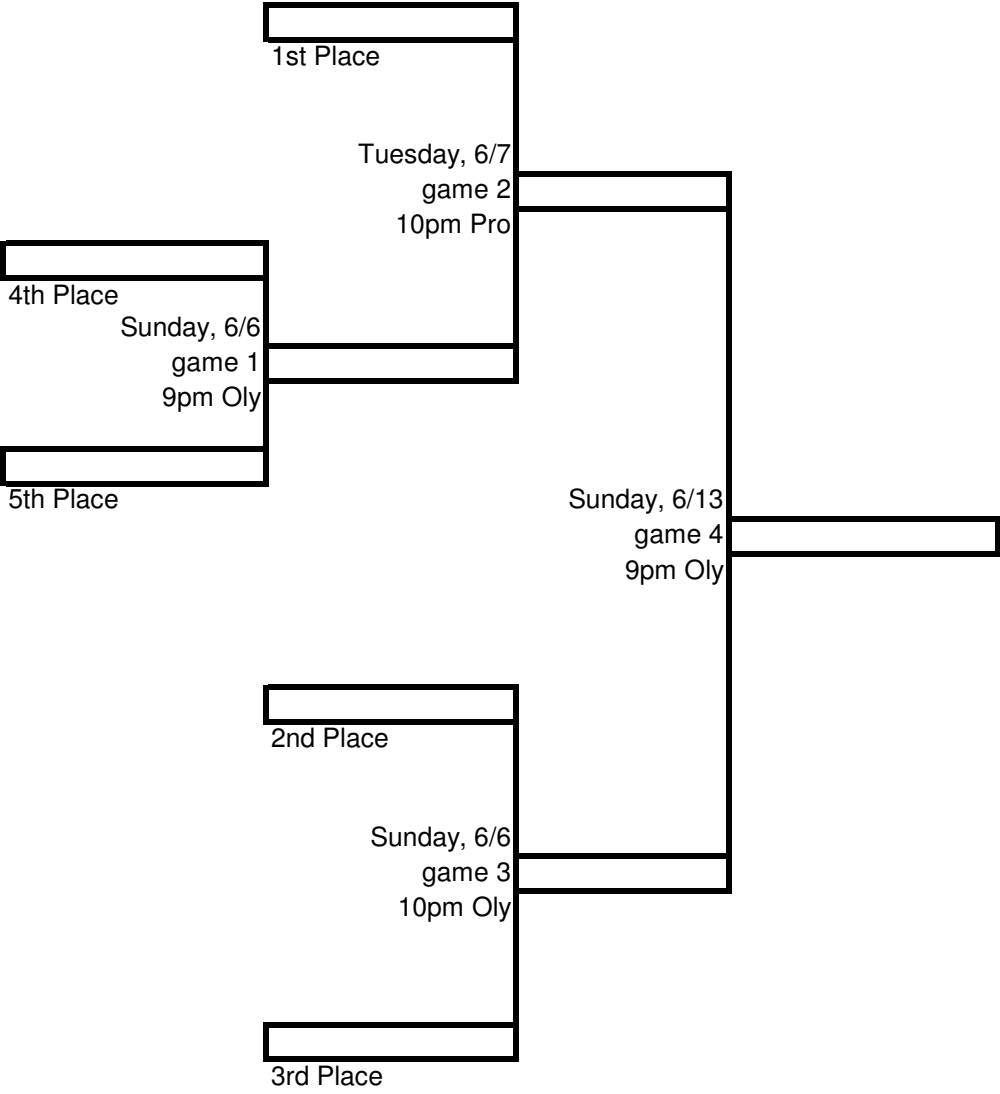 1st Place
Tuesday, 6/7
game 2
10pm Pro
4th Place
Sunday, 6/6
game 1
9pm Oly
5th Place
Sunday, 6/13
game 4
9pm Oly
2nd Place
Sunday, 6/6
game 3
10pm Oly
3rd Place